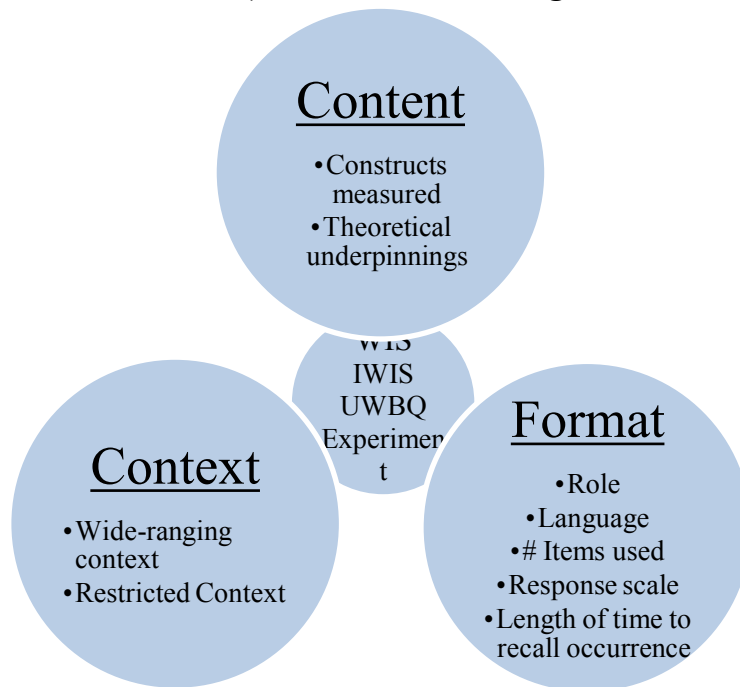 Content
•Constructs
measured
•Theoretical
underpinnings
WIS
IWIS
UWBQ
Experimen
t
Context
•Wide-ranging
context
•Restricted Context
Format
•Role
•Language
•# Items used
•Response scale
•Length of time to
recall occurrence